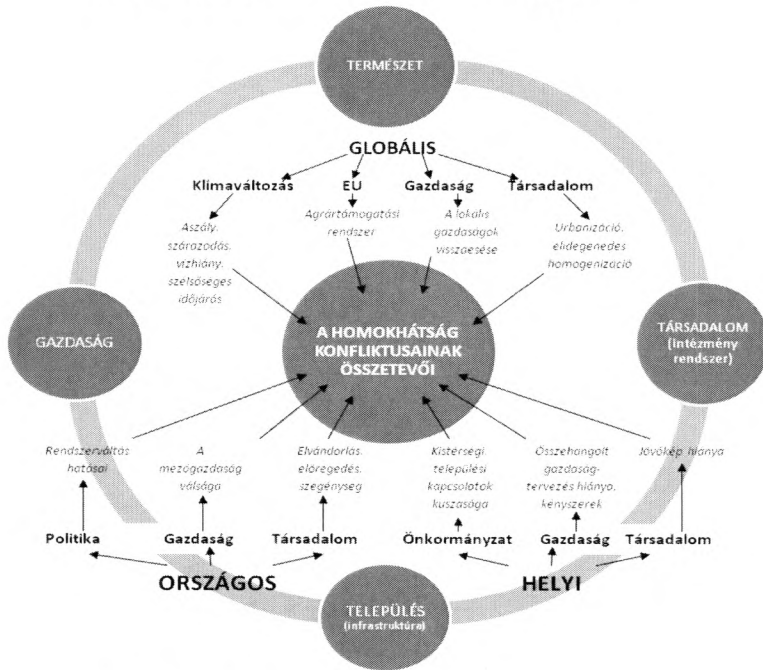 TERMÉSZET
GLOBÁLIS
Klímaváltozás
EU
Gazdaság
Társadalom
Aszály,
szárazodás,
vízhiány,
szélsőséges
időjárás
Agrártámogatási
rendszer
A lokális
gazdaságok
visszaesése
Urbanizáció,
elidegenedés
homogenizáció
GAZDASÁG
A HOMOKHÁTSÁG
KONFLIKTUSAINAK
ÖSSZETEVŐI
TÁRSADALOM
(intézmény
rendszer)
Rendszerváltás
hatásai
A
mezőgazdaság
válsága
Elvándorlás,
elöregedés,
szegénység
Kistérségi,
települési
kapcsolatok
kuszasága
Összehangolt
gazdaság-
tervezés hiánya,
kényszerek
Jövőkép hiánya
Politika
Gazdaság
Társadalom
Önkormányzat
Gazdaság
Társadalom
ORSZÁGOS
HELYI
TELEPÜLÉS
(infrastruktúra)